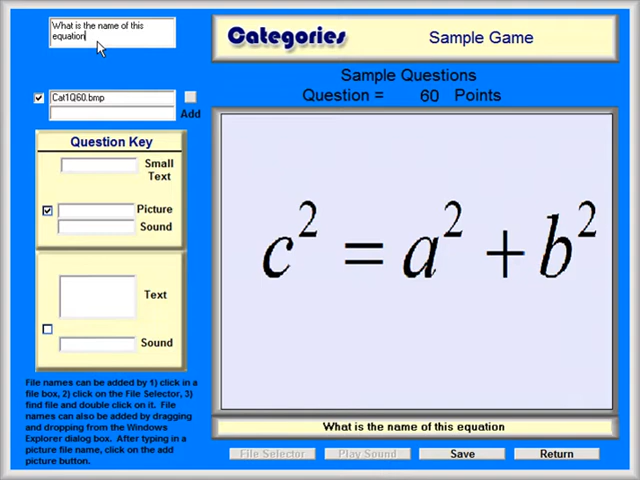 What is the name of this
equation
Cat1Q60.bmp
Add
Question Key
Small
Text
Picture
Sound
Text
Sound
File names can be added by 1) click in a
file box, 2) click on the File Selector, 3)
find file and double click on it. File
names can also be added by dragging
and dropping from the Windows
Explorer dialog box. After typing in a
picture file name, click on the add
picture button.
Categories Sample Game
Sample Questions
Question = 60 Points
c² = a² + b²
What is the name of this equation
File Selector Play Sound Save Return